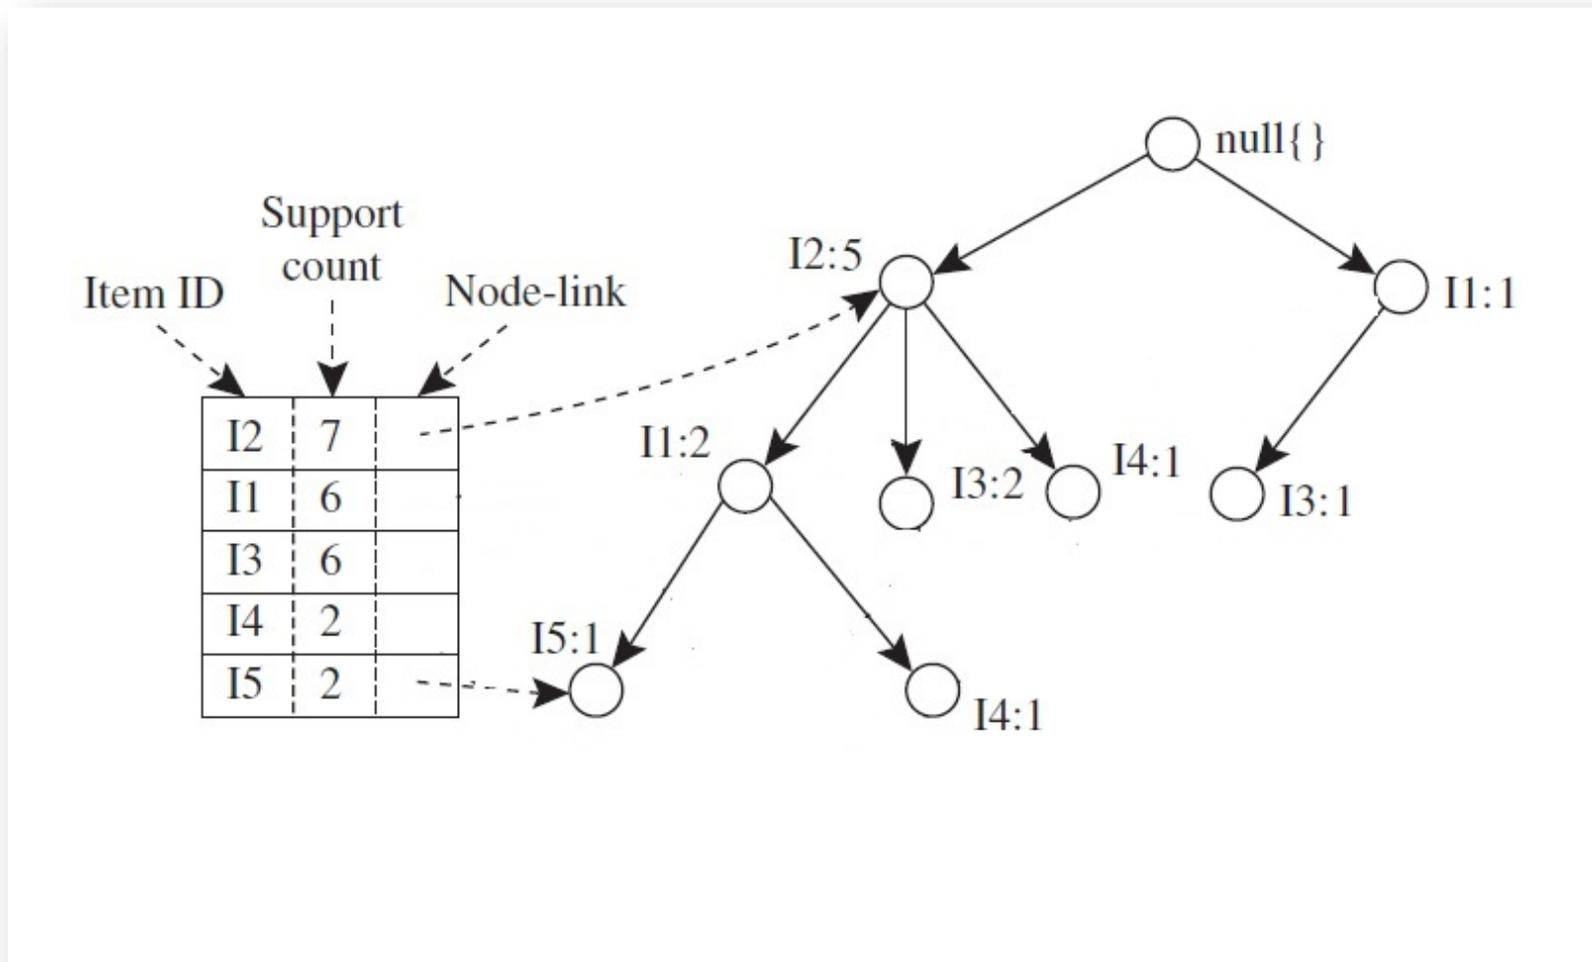 null{}
Support
count
Item ID
Node-link
I2:5
I1:1
I2 7
I1 6
I3 6
I4 2
I5 2
I1:2
I3:2
I4:1
I3:1
I5:1
I4:1